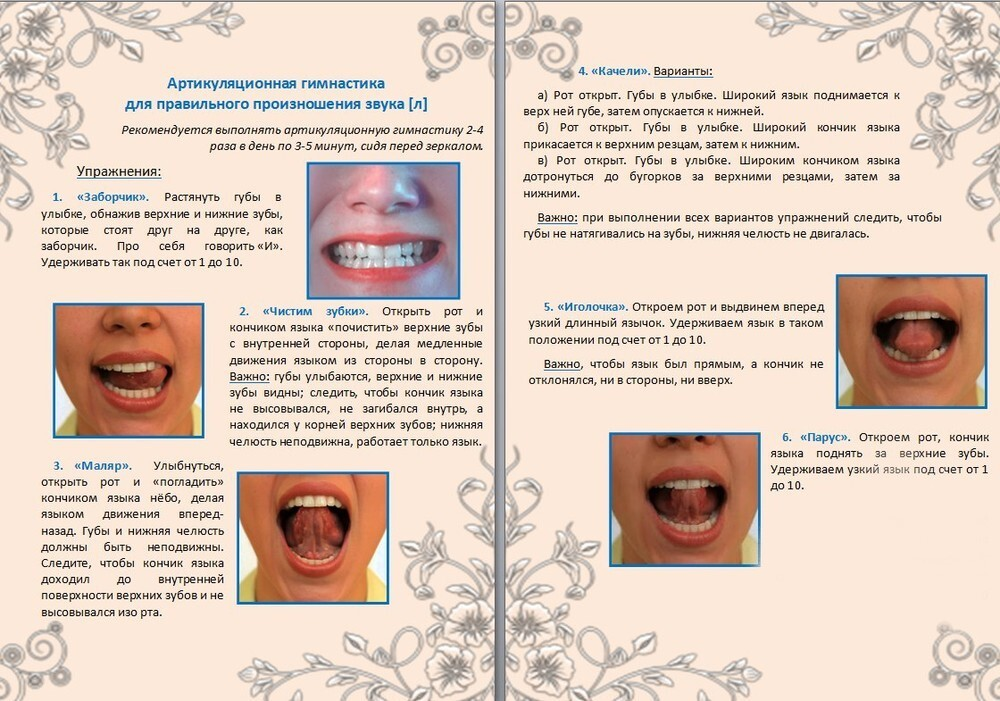 Артикуляционная гимнастика
для правильного произношения звука [л]
Рекомендуется выполнять артикуляционную гимнастику 2-4
раза в день по 3-5 минут, сидя перед зеркалом.
Упражнения:
1. «Заборчик». Растянуть губы в
улыбке, обнажив верхние и нижние зубы,
которые стоят друг на друге, как
заборчик. Про себя говорить «И».
Удерживать так под счет от 1 до 10.
2. «Чистим зубки». Открыть рот и
кончиком языка «почистить» верхние зубы
с внутренней стороны, делая медленные
движения языком из стороны в сторону.
Важно: губы улыбаются, верхние и нижние
зубы видны; следить, чтобы кончик языка
не высовывался, не загибался внутрь, а
находился у корней верхних зубов; нижняя
челюсть неподвижна, работает только язык.
3. «Маляр». Улыбнуться,
открыть рот и «погладить»
кончиком языка нёбо, делая
языком движения вперед-
назад. Губы и нижняя челюсть
должны быть неподвижны.
Следите, чтобы кончик языка
доходил до внутренней
поверхности верхних зубов и не
высовывался изо рта.
4. «Качели». Варианты:
а) Рот открыт. Губы в улыбке. Широкий язык поднимается к
верх ней губе, затем опускается к нижней.
б) Рот открыт. Губы в улыбке. Широкий кончик языка
прикасается к верхним резцам, затем к нижним.
в) Рот открыт. Губы в улыбке. Широким кончиком языка
дотронуться до бугорков за верхними резцами, затем за
нижними.
Важно: при выполнении всех вариантов упражнений следить, чтобы
губы не натягивались на зубы, нижняя челюсть не двигалась.
5. «Иголочка». Откроем рот и выдвинем вперед
узкий длинный язычок. Удерживаем язык в таком
положении под счет от 1 до 10.
Важно, чтобы язык был прямым, а кончик не
отклонялся, ни в стороны, ни вверх.
6. «Парус». Откроем рот, кончик
языка поднять за верхние зубы.
Удерживаем узкий язык под счет от 1
до 10.